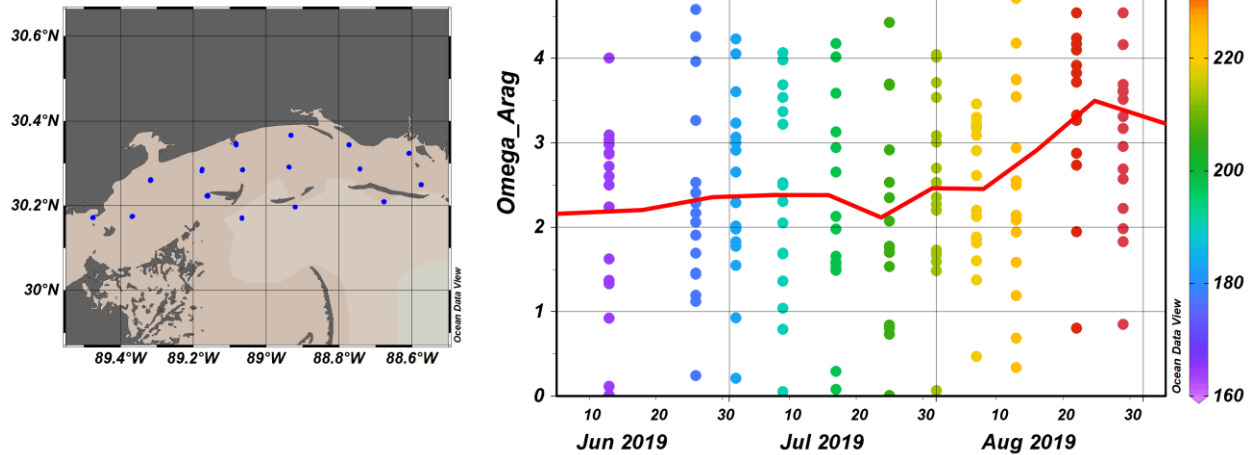 30.6°N
30.4°N
30.2°N
30°N
89.4°W 89.2°W 89°W 88.8°W 88.6°W
Ocean Data View
Omega_Arag
4
3
2
1
0
10 20 30 10 20 30 10 20 30
Jun 2019 Jul 2019 Aug 2019
Ocean Data View
220
200
180
160